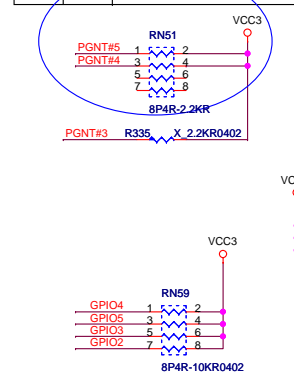 RN51
VCC3
PGNT#5 1 2
PGNT#4 3 4
5 6
7 8
8P4R-2.2KR
PGNT#3 R335 X_2.2KR0402
VC
VCC3
RN59
GPIO4 1 2
GPIO5 3 4
GPIO3 5 6
GPIO2 7 8
8P4R-10KR0402